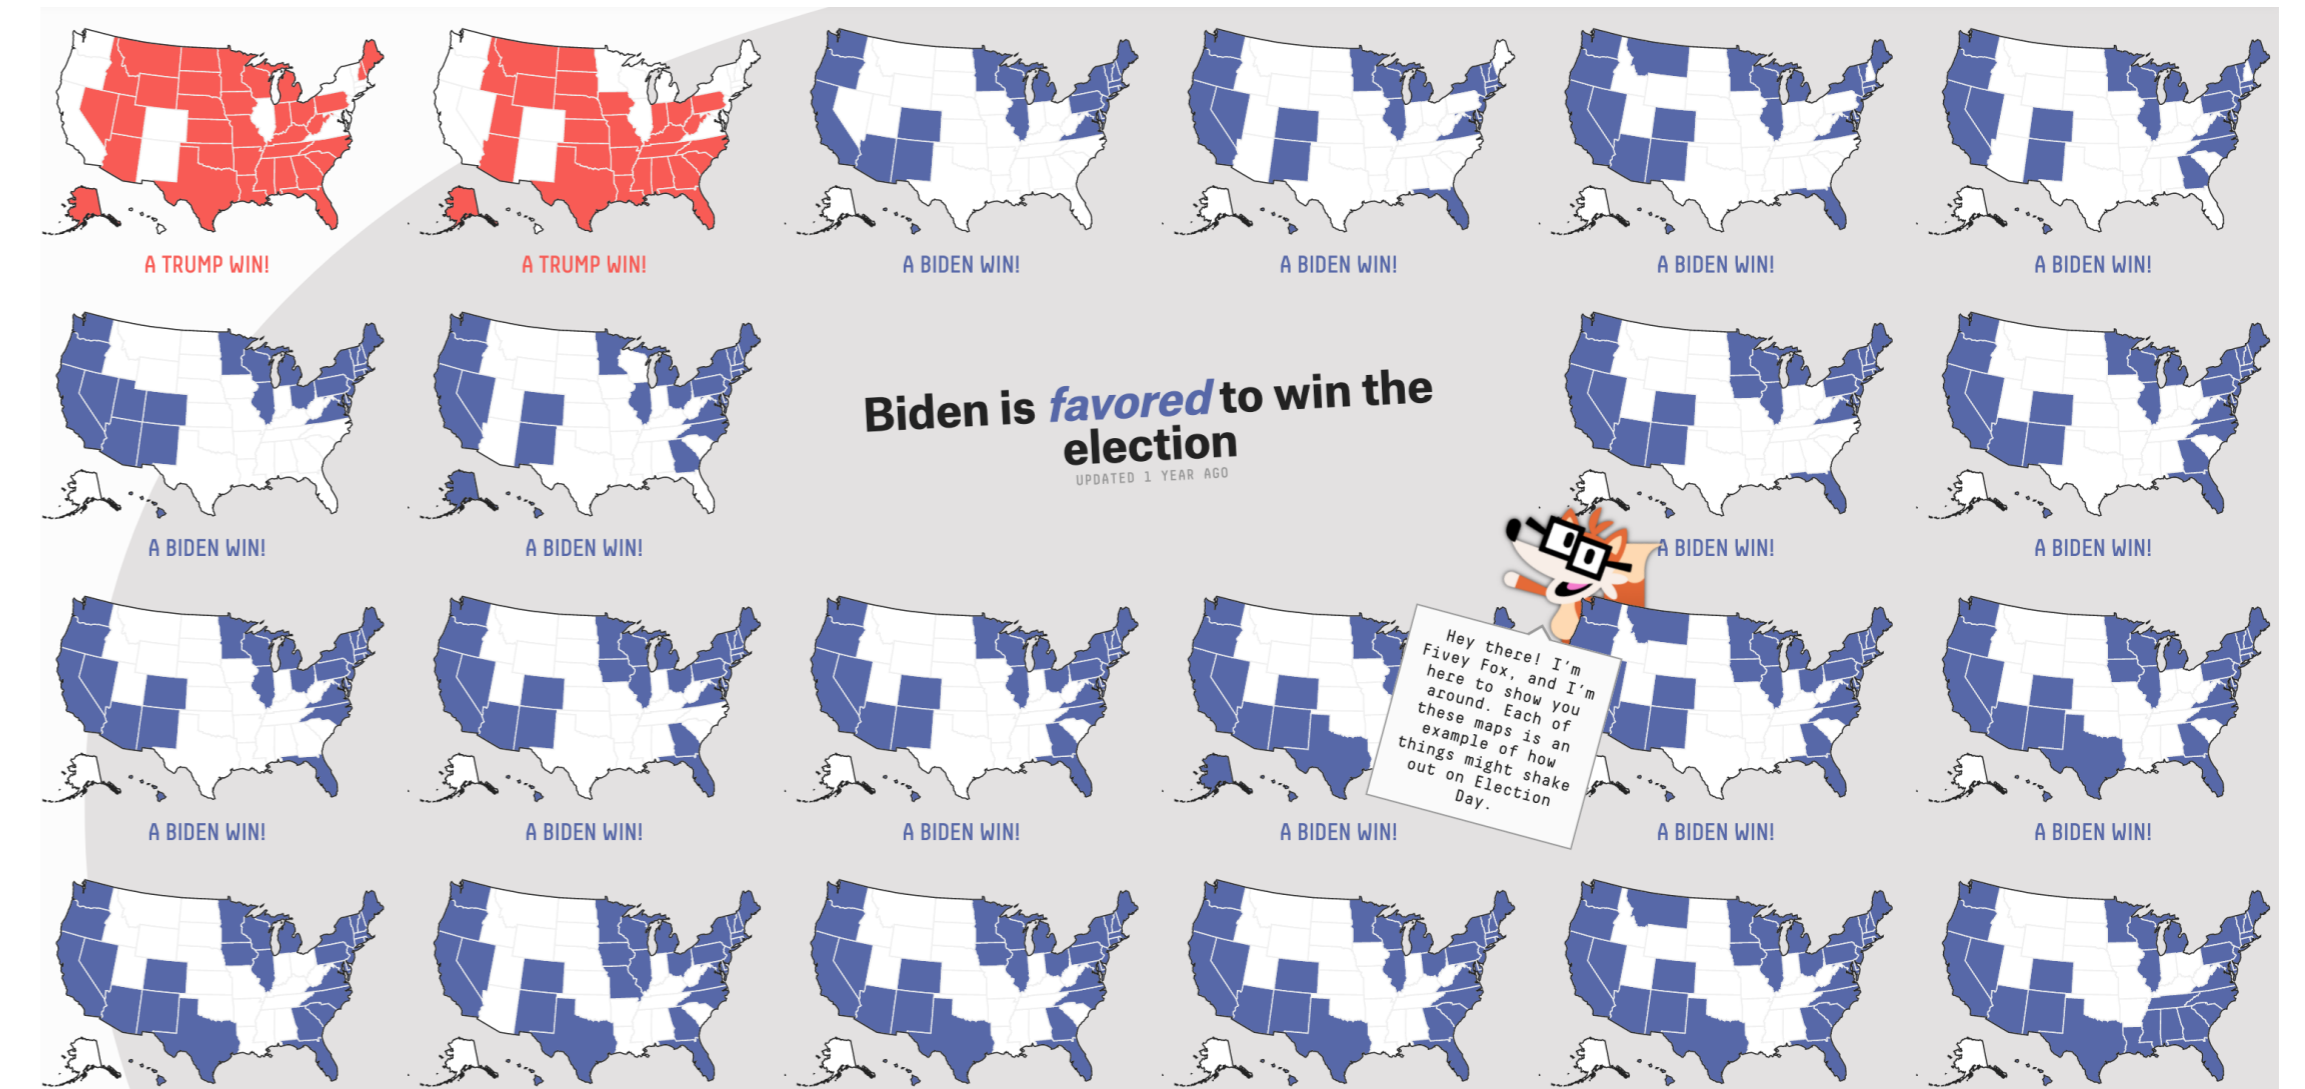 A TRUMP WIN!
A TRUMP WIN!
A BIDEN WIN!
A BIDEN WIN!
A BIDEN WIN!
A BIDEN WIN!
Biden is favored to win the
election
UPDATED 1 YEAR AGO
A BIDEN WIN!
A BIDEN WIN!
A BIDEN WIN!
A BIDEN WIN!
Hey there! I'm
Fivey Fox, and I'm
here to show you
around. Each of
these maps is an
example of how
things might shake
out on Election
Day.
A BIDEN WIN!
A BIDEN WIN!
A BIDEN WIN!
A BIDEN WIN!
A BIDEN WIN!
A BIDEN WIN!